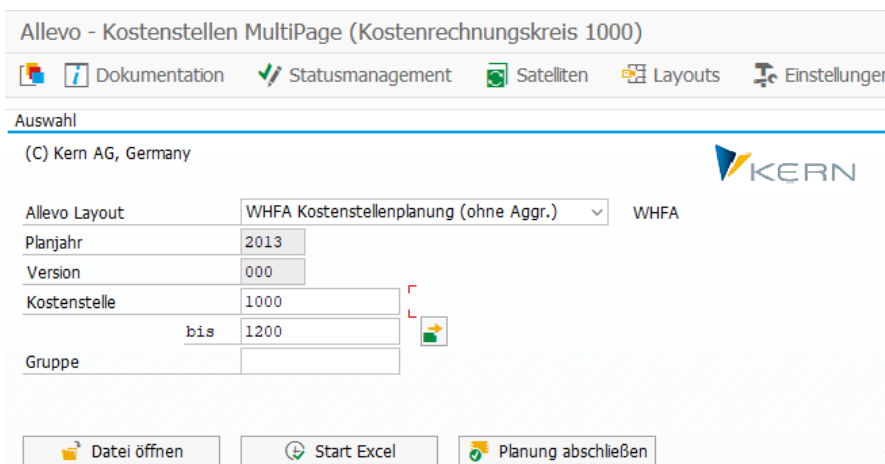 Allevo - Kostenstellen MultiPage (Kostenrechnungskreis 1000)
Dokumentation Statusmanagement Satelliten Layouts Einstellungen
Auswahl
(C) Kern AG, Germany
KERN
Allevo Layout WHFA Kostenstellenplanung (ohne Aggr.) WHFA
Planjahr 2013
Version 000
Kostenstelle 1000
bis 1200
Gruppe
Datei öffnen Start Excel Planung abschließen